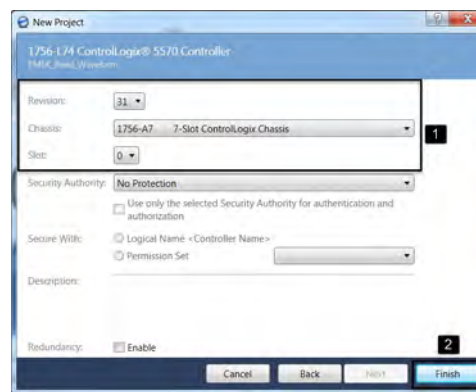 New Project
1756-L74 ControlLogix® 5570 Controller
Revision: 31
Chassis: 1756-A7 7-Slot ControlLogix Chassis
Slot: 0
1
Security Authority: No Protection
Use only the selected Security Authority for authentication and
authorization
Secure With: Logical Name <Controller Name>
Permission Set
Description:
Redundancy: Enable
2
Cancel Back Next Finish